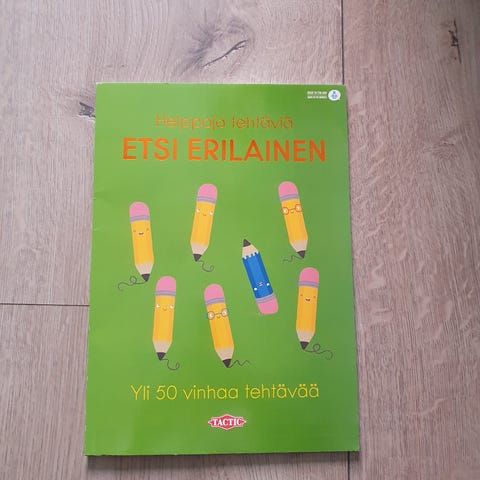 Helppoja tehtäviä
ETSI ERILAINEN
Yli 50 vinhaa tehtävää
TACTIC